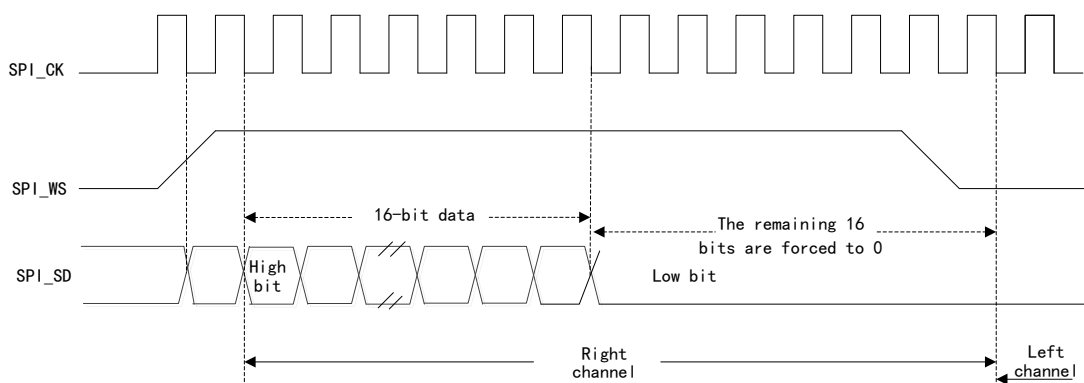 SPI_CK
SPI_WS
16-bit data
The remaining 16
bits are forced to 0
SPI_SD
High
bit
Low bit
Right
channel
Left
channel